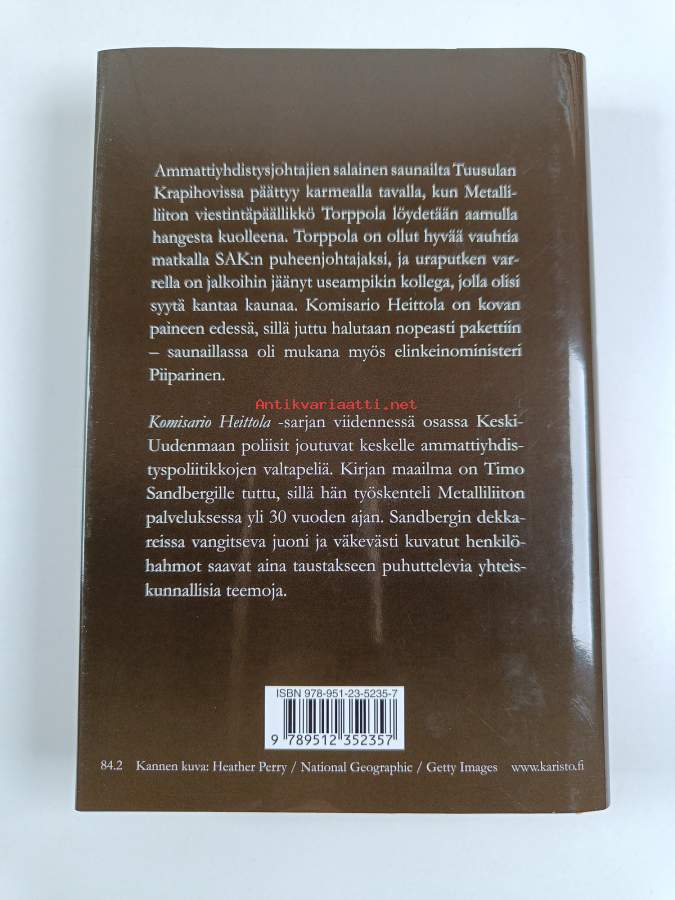 Ammattiyhdistysjohtajien salainen saunailta Tuusulan
Krapihovissa päättyy karmealla tavalla, kun Metalli-
liiton viestintäpäällikkö Torppola löydetään aamulla
hangesta kuolleena. Torppola on ollut hyvää vauhtia
matkalla SAK:n puheenjohtajaksi, ja uraputken var-
rella on jalkoihin jäänyt useampikin kollega, jolla olisi
syytä kantaa kaunaa. Komisario Heittola on kovan
paineen edessä, sillä juttu halutaan nopeasti pakettiin
– saunaillassa oli mukana myös elinkeinoministeri
Piiparinen.
Antikvariaatti.net
Komisario Heittola -sarjan viidennessä osassa Keski-
Uudenmaan poliisit joutuvat keskelle ammattiyhdis-
tyspoliitikkojen valtapeliä. Kirjan maailma on Timo
Sandbergille tuttu, sillä hän työskenteli Metalliliiton
palveluksessa yli 30 vuoden ajan. Sandbergin dekka-
reissa vangitseva juoni ja väkevästi kuvatut henkilö-
hahmot saavat aina taustakseen puhuttelevia yhteis-
kunnallisia teemoja.
ISBN 978-951-23-5235-7
9 789512 352357
84.2 Kannen kuva: Heather Perry / National Geographic / Getty Images www.karisto.fi